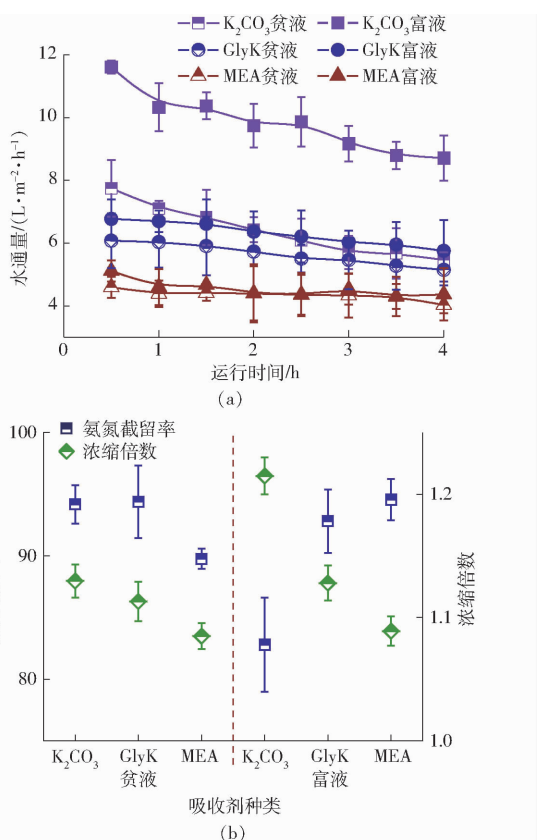 K₂CO₃贫液 K₂CO₃富液
GlyK贫液 GlyK富液
MEA贫液 MEA富液
12
10
8
6
4
水通量/(L·m⁻²·h⁻¹)
0 1 2 3 4
运行时间/h
(a)
氨氮截留率
浓缩倍数
100
90
80
1.2
1.1
1.0
浓缩倍数
K₂CO₃ GlyK MEA K₂CO₃ GlyK MEA
贫液 富液
吸收剂种类
(b)